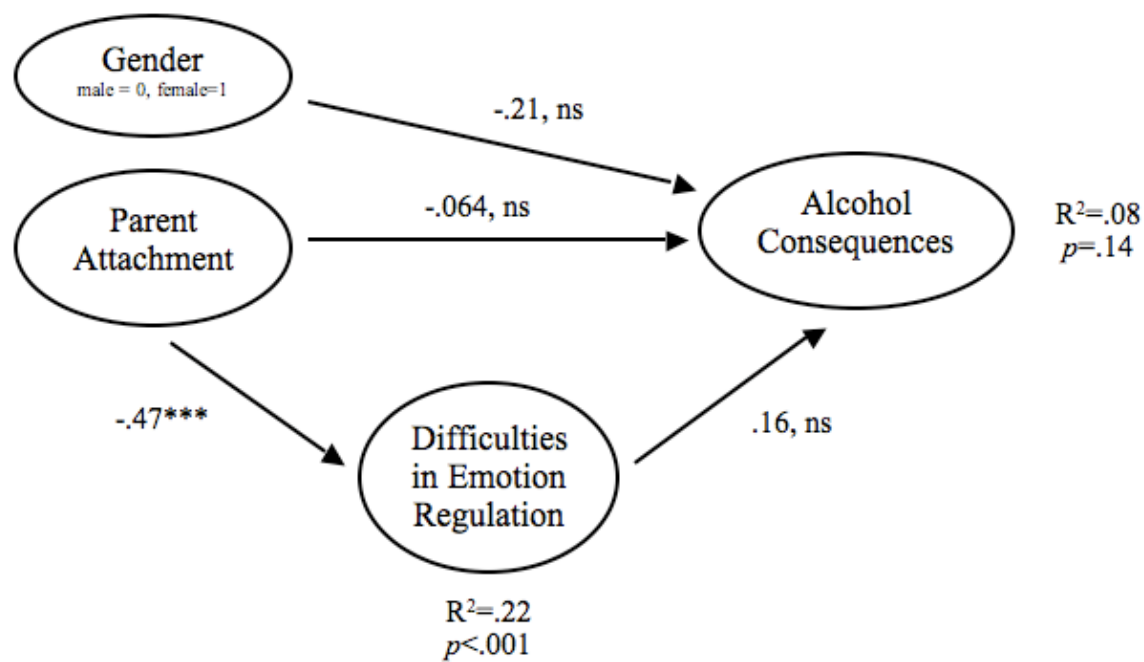 Gender
male = 0, female=1
-.21, ns
Parent
Attachment
-.064, ns
Alcohol
Consequences
R²=.08
p=.14
-.47***
Difficulties
in Emotion
Regulation
.16, ns
R²=.22
p<.001